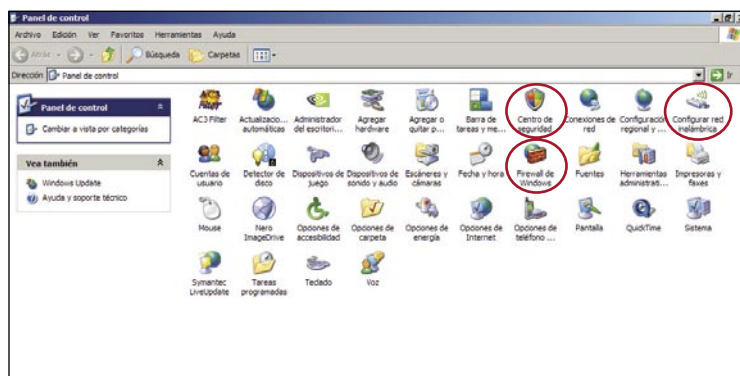 Panel de control
Archivo Edición Ver Favoritos Herramientas Ayuda
Atrás Búsqueda Carpetas
Dirección Panel de control Ir
Panel de control
Cambiar a vista por categorías
Vea también
Windows Update
Ayuda y soporte técnico
AC3 Filter
Actualizacio... automáticas
Administrador del escritori...
Agregar hardware
Agregar o quitar p...
Barra de tareas y me...
Centro de seguridad
Conexiones de red
Configuración regional y ...
Configurar red inalámbrica
Cuentas de usuario
Detector de disco
Dispositivos de juego
Dispositivos de sonido y audio
Escáneres y cámaras
Fecha y hora
Firewall de Windows
Fuentes
Herramientas administrati...
Impresoras y faxes
Mouse
Nero ImageDrive
Opciones de accesibilidad
Opciones de carpeta
Opciones de energía
Opciones de Internet
Opciones de teléfono ...
Pantalla
QuickTime
Sistema
Symantec LiveUpdate
Tareas programadas
Teclado
Voz